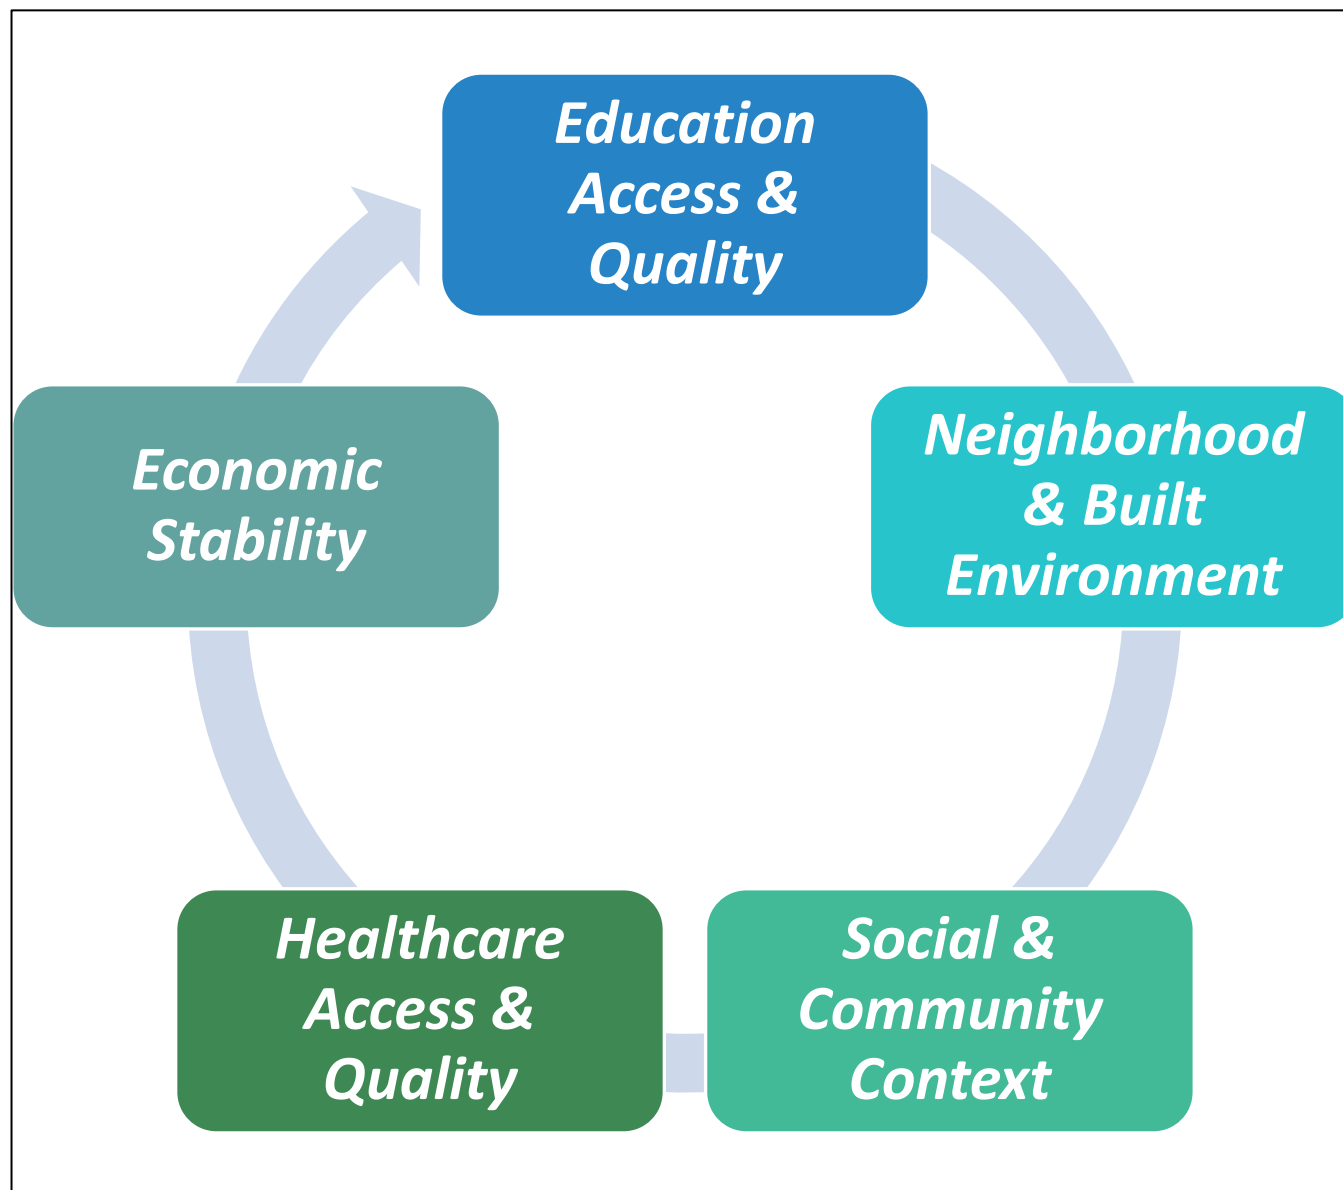 Education
Access &
Quality
Neighborhood
& Built
Environment
Social &
Community
Context
Healthcare
Access &
Quality
Economic
Stability